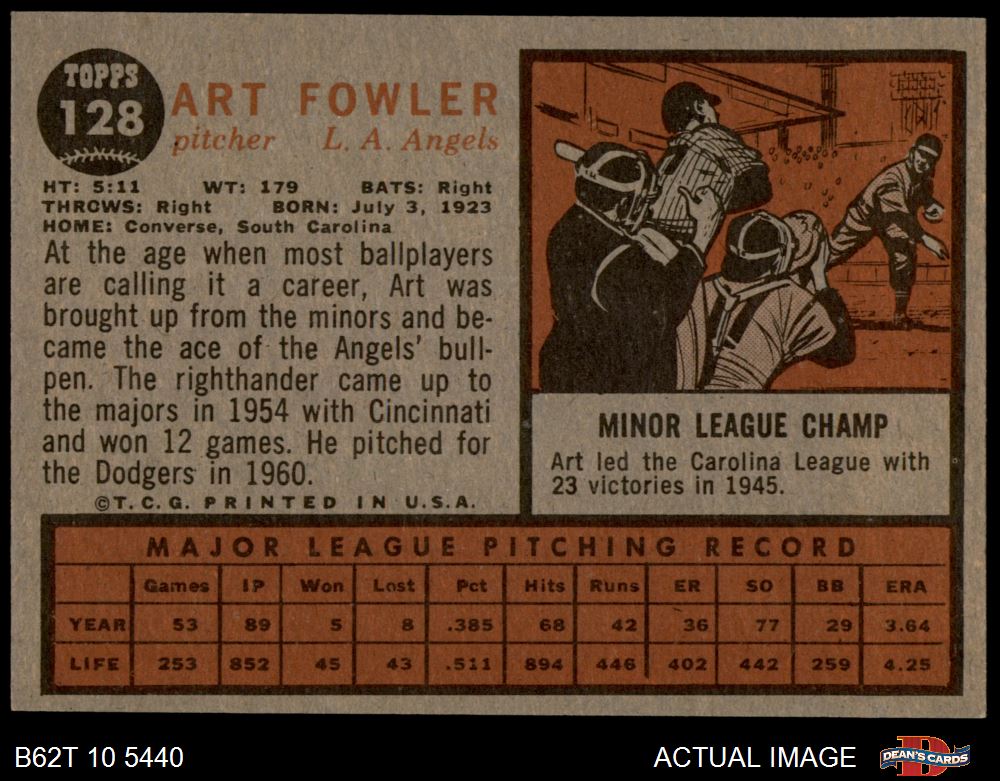 TOPPS
128
ART FOWLER
pitcher L. A. Angels
HT: 5:11 WT: 179 BATS: Right
THROWS: Right BORN: July 3, 1923
HOME: Converse, South Carolina
At the age when most ballplayers
are calling it a career, Art was
brought up from the minors and be-
came the ace of the Angels' bull-
pen. The righthander came up to
the majors in 1954 with Cincinnati
and won 12 games. He pitched for
the Dodgers in 1960.
©T.C.G. PRINTED IN U.S.A.
MINOR LEAGUE CHAMP
Art led the Carolina League with
23 victories in 1945.
MAJOR LEAGUE PITCHING RECORD
Games IP Won Lost Pct Hits Runs ER SO BB ERA
YEAR 53 89 5 8 .385 68 42 36 77 29 3.64
LIFE 253 852 45 43 .511 894 446 402 442 259 4.25
B62T 10 5440
ACTUAL IMAGE
DEAN'S CARDS